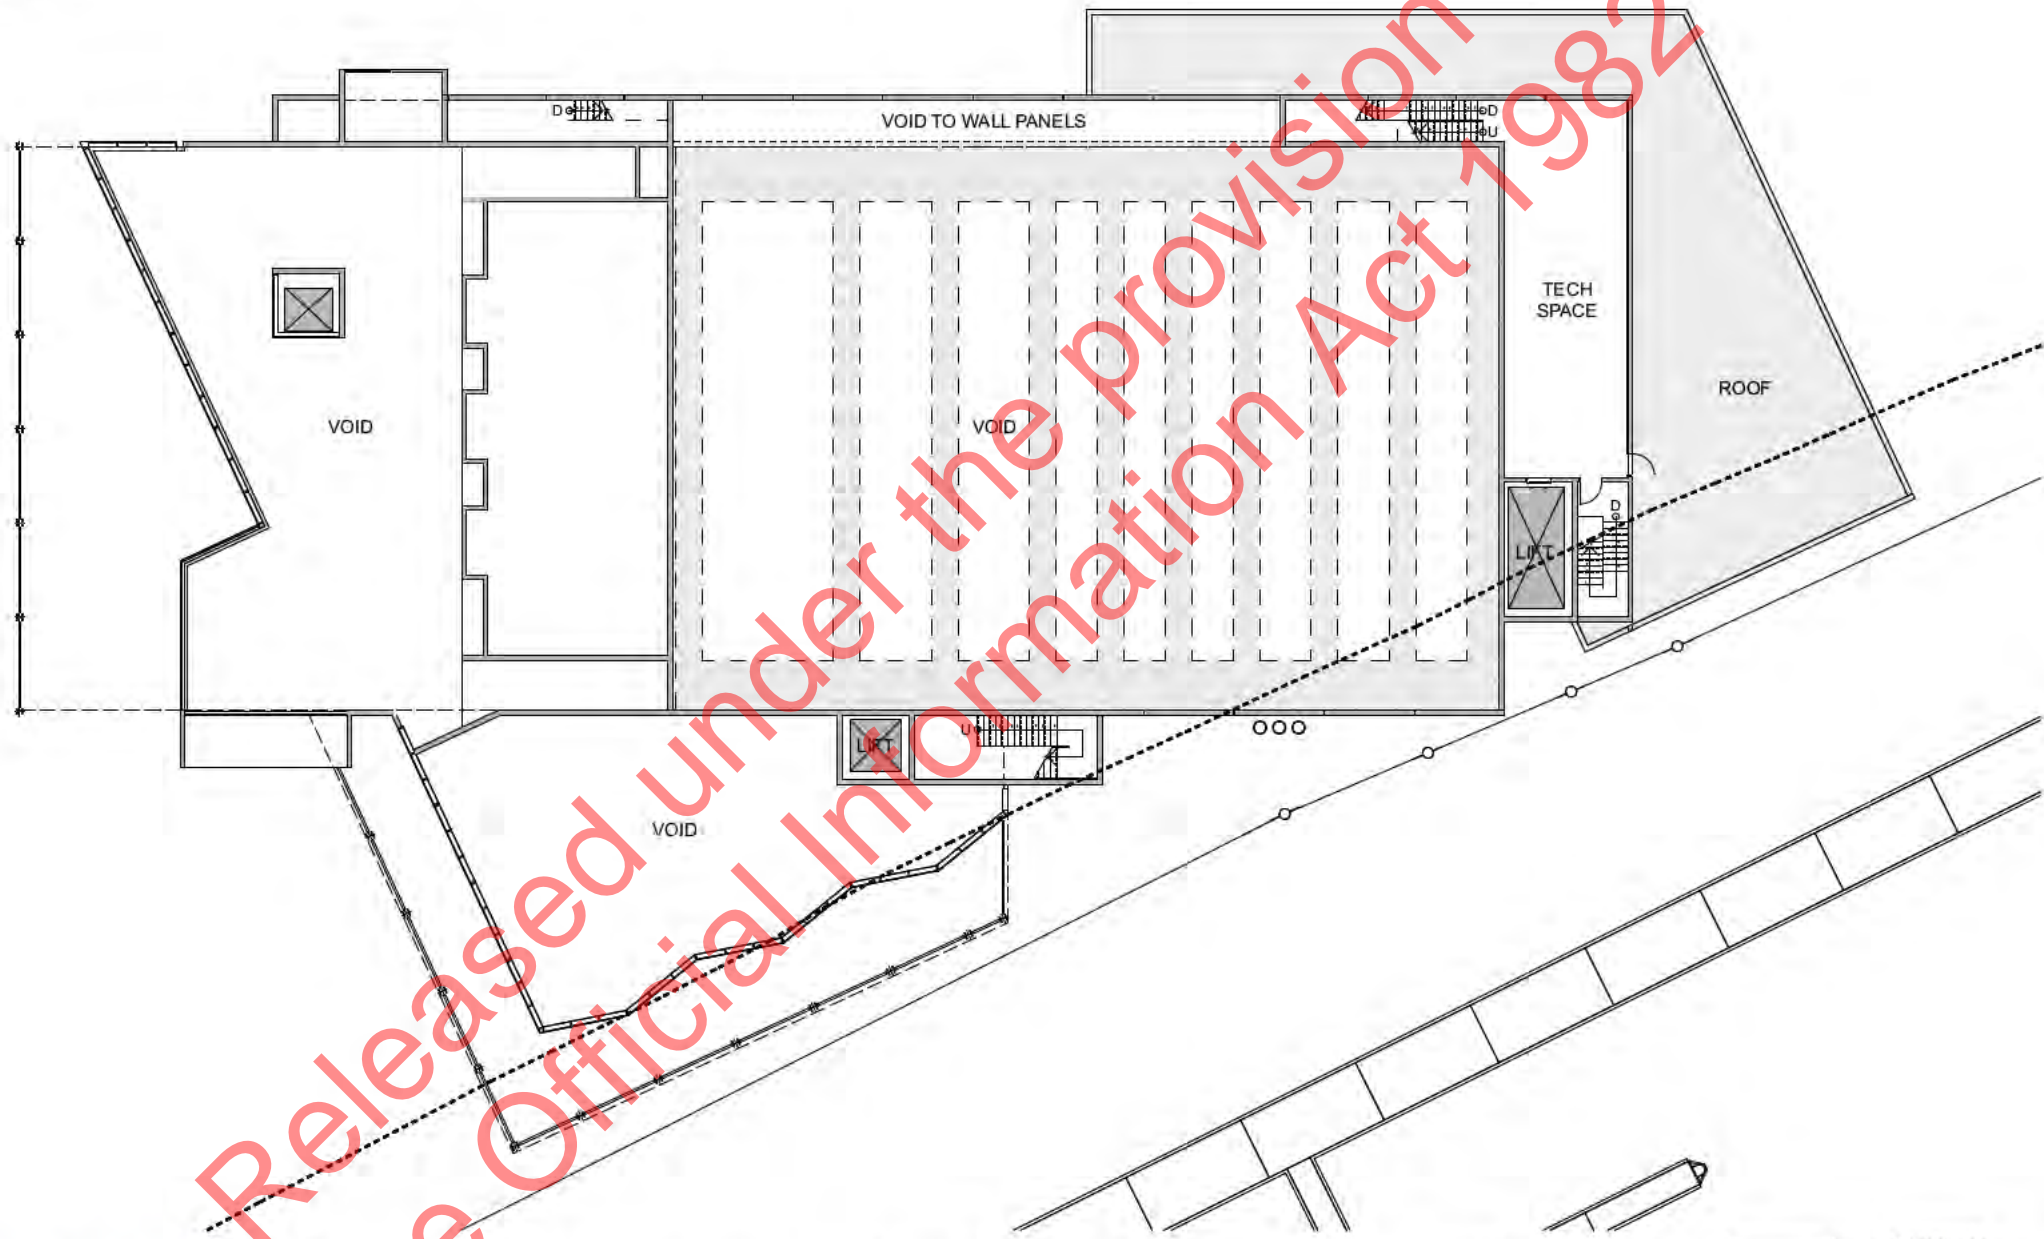 D
VOID TO WALL PANELS
D
U
TECH
SPACE
ROOF
VOID
VOID
D
LIFT
U
LIFT
VOID
Released under the provision
e Official Information Act 1982